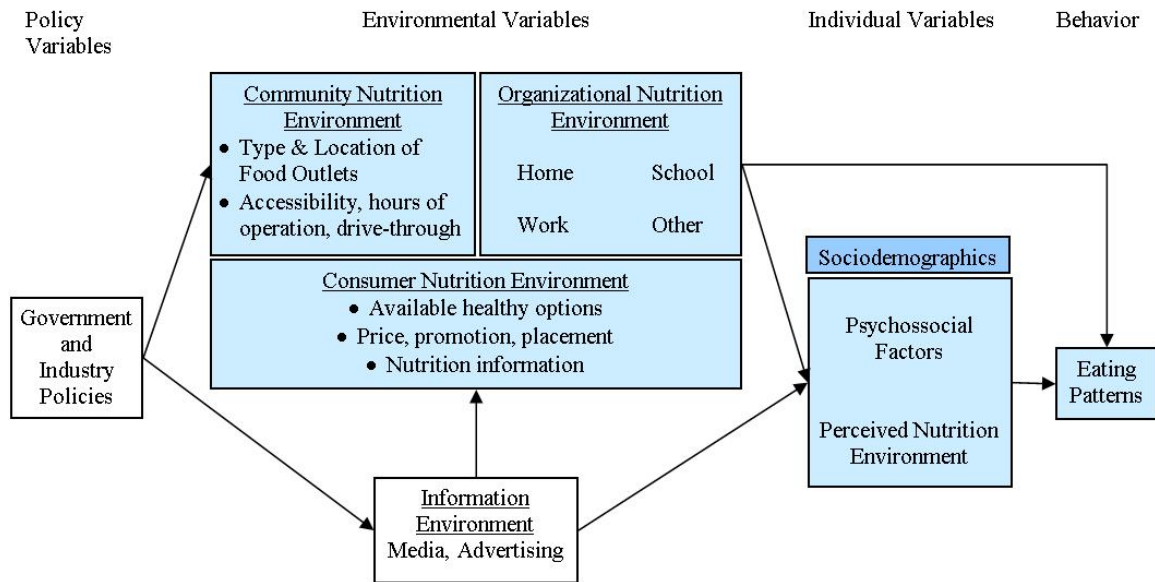 Policy
Variables
Environmental Variables
Individual Variables
Behavior
Community Nutrition
Environment
● Type & Location of
Food Outlets
● Accessibility, hours of
operation, drive-through
Organizational Nutrition
Environment
Home School
Work Other
Consumer Nutrition Environment
● Available healthy options
● Price, promotion, placement
● Nutrition information
Government
and
Industry
Policies
Information
Environment
Media, Advertising
Sociodemographics
Psychossocial
Factors
Perceived Nutrition
Environment
Eating
Patterns